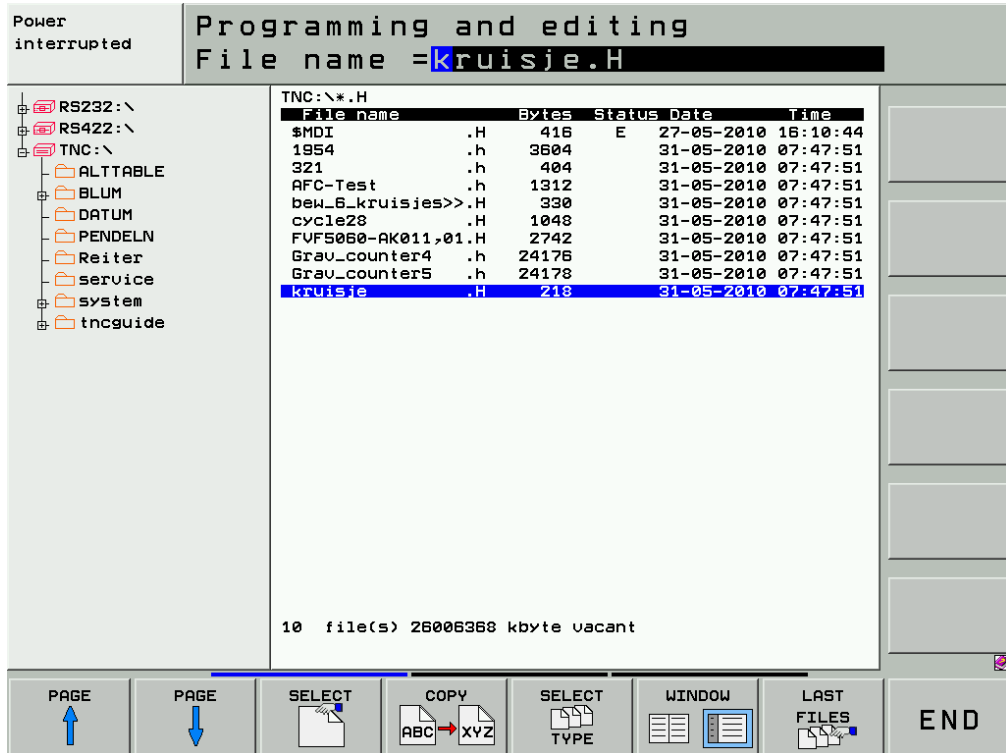 Power
interrupted
Programming and editing
File name =kruisje.H
RS232:\
RS422:\
TNC:\
ALTTABLE
BLUM
DATUM
PENDELN
Reiter
service
system
tncguide
TNC:\*.H
File name Bytes Status Date Time
$MDI .H 416 E 27-05-2010 16:10:44
1954 .h 3604 31-05-2010 07:47:51
321 .h 404 31-05-2010 07:47:51
AFC-Test .h 1312 31-05-2010 07:47:51
bew_6_kruisjes>>.H 330 31-05-2010 07:47:51
cycle28 .H 1048 31-05-2010 07:47:51
FVF5060-AK011,01.H 2742 31-05-2010 07:47:51
Grav_counter4 .h 24176 31-05-2010 07:47:51
Grav_counter5 .h 24178 31-05-2010 07:47:51
kruisje .H 218 31-05-2010 07:47:51
10 file(s) 26006368 kbyte vacant
PAGE
PAGE
SELECT
COPY
ABC XYZ
SELECT
TYPE
WINDOW
LAST
FILES
END